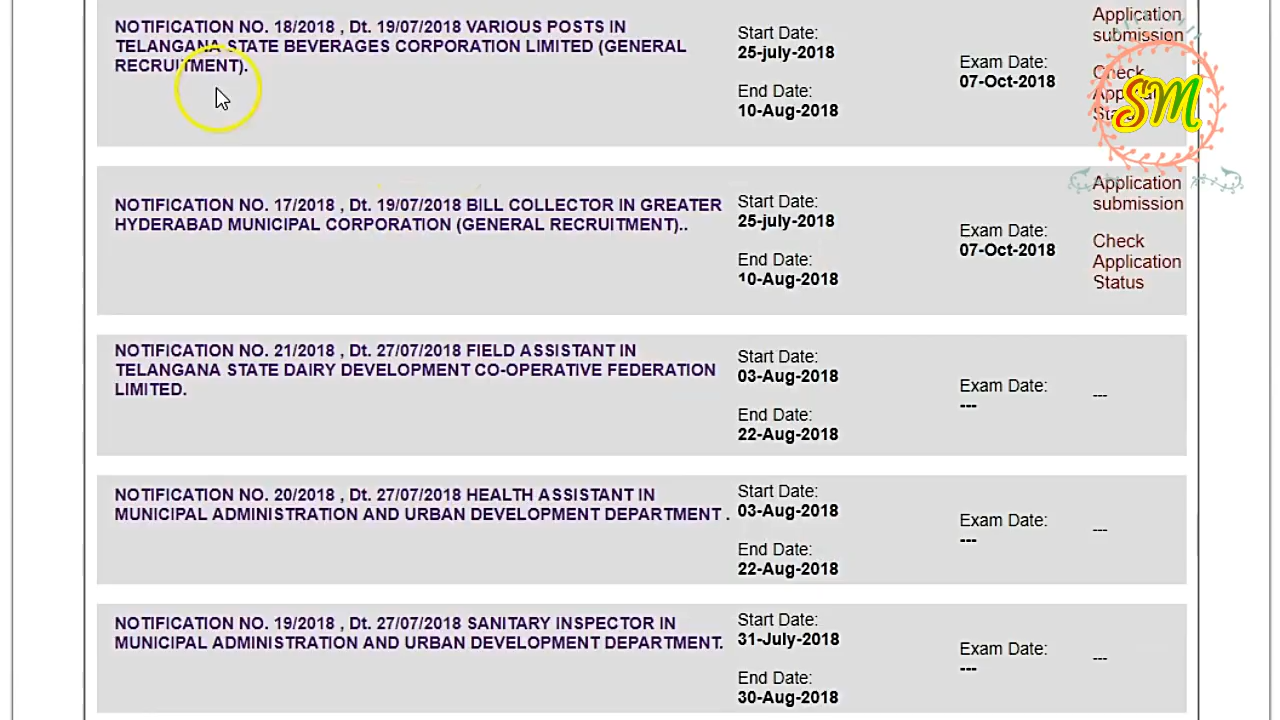 NOTIFICATION NO. 18/2018 , Dt. 19/07/2018 VARIOUS POSTS IN
TELANGANA STATE BEVERAGES CORPORATION LIMITED (GENERAL
RECRUITMENT).
Start Date:
25-july-2018
End Date:
10-Aug-2018
Exam Date:
07-Oct-2018
Application
submission
Check
SM
NOTIFICATION NO. 17/2018 , Dt. 19/07/2018 BILL COLLECTOR IN GREATER
HYDERABAD MUNICIPAL CORPORATION (GENERAL RECRUITMENT)..
Start Date:
25-july-2018
End Date:
10-Aug-2018
Exam Date:
07-Oct-2018
Application
submission
Check
Application
Status
NOTIFICATION NO. 21/2018 , Dt. 27/07/2018 FIELD ASSISTANT IN
TELANGANA STATE DAIRY DEVELOPMENT CO-OPERATIVE FEDERATION
LIMITED.
Start Date:
03-Aug-2018
End Date:
22-Aug-2018
Exam Date:
---
---
NOTIFICATION NO. 20/2018 , Dt. 27/07/2018 HEALTH ASSISTANT IN
MUNICIPAL ADMINISTRATION AND URBAN DEVELOPMENT DEPARTMENT .
Start Date:
03-Aug-2018
End Date:
22-Aug-2018
Exam Date:
---
---
NOTIFICATION NO. 19/2018 , Dt. 27/07/2018 SANITARY INSPECTOR IN
MUNICIPAL ADMINISTRATION AND URBAN DEVELOPMENT DEPARTMENT.
Start Date:
31-July-2018
End Date:
30-Aug-2018
Exam Date:
---
---